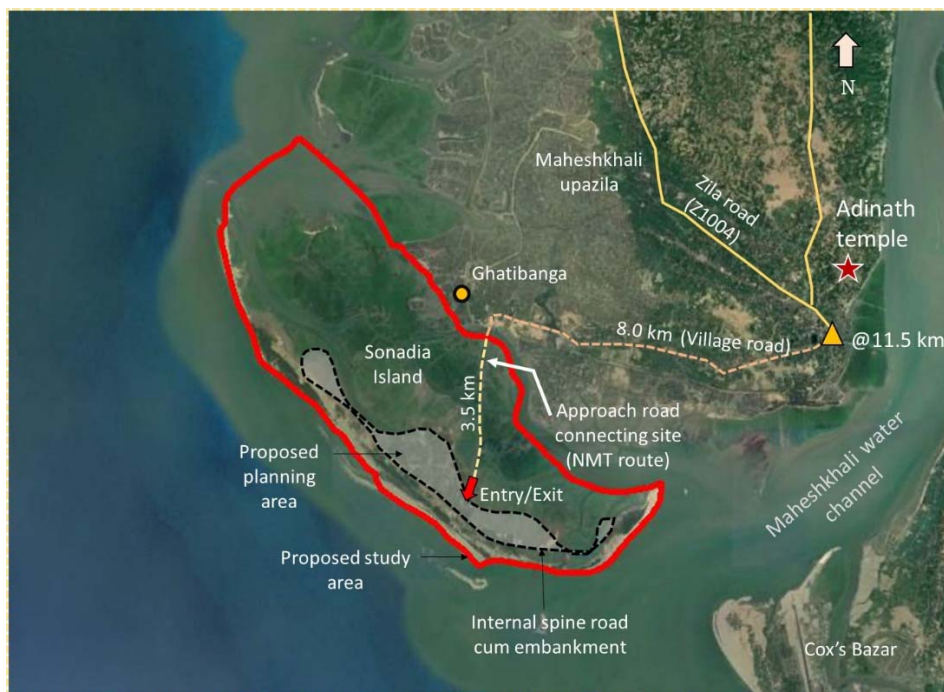 N
Maheshkhali
upazila
Zila road
(Z1004)
Adinath
temple
Ghatibanga
8.0 km (Village road)
@11.5 km
Sonadia
Island
3.5 km
Approach road
connecting site
(NMT route)
Proposed
planning
area
Entry/Exit
Maheshkhali water
channel
Proposed study
area
Internal spine road
cum embankment
Cox's Bazar